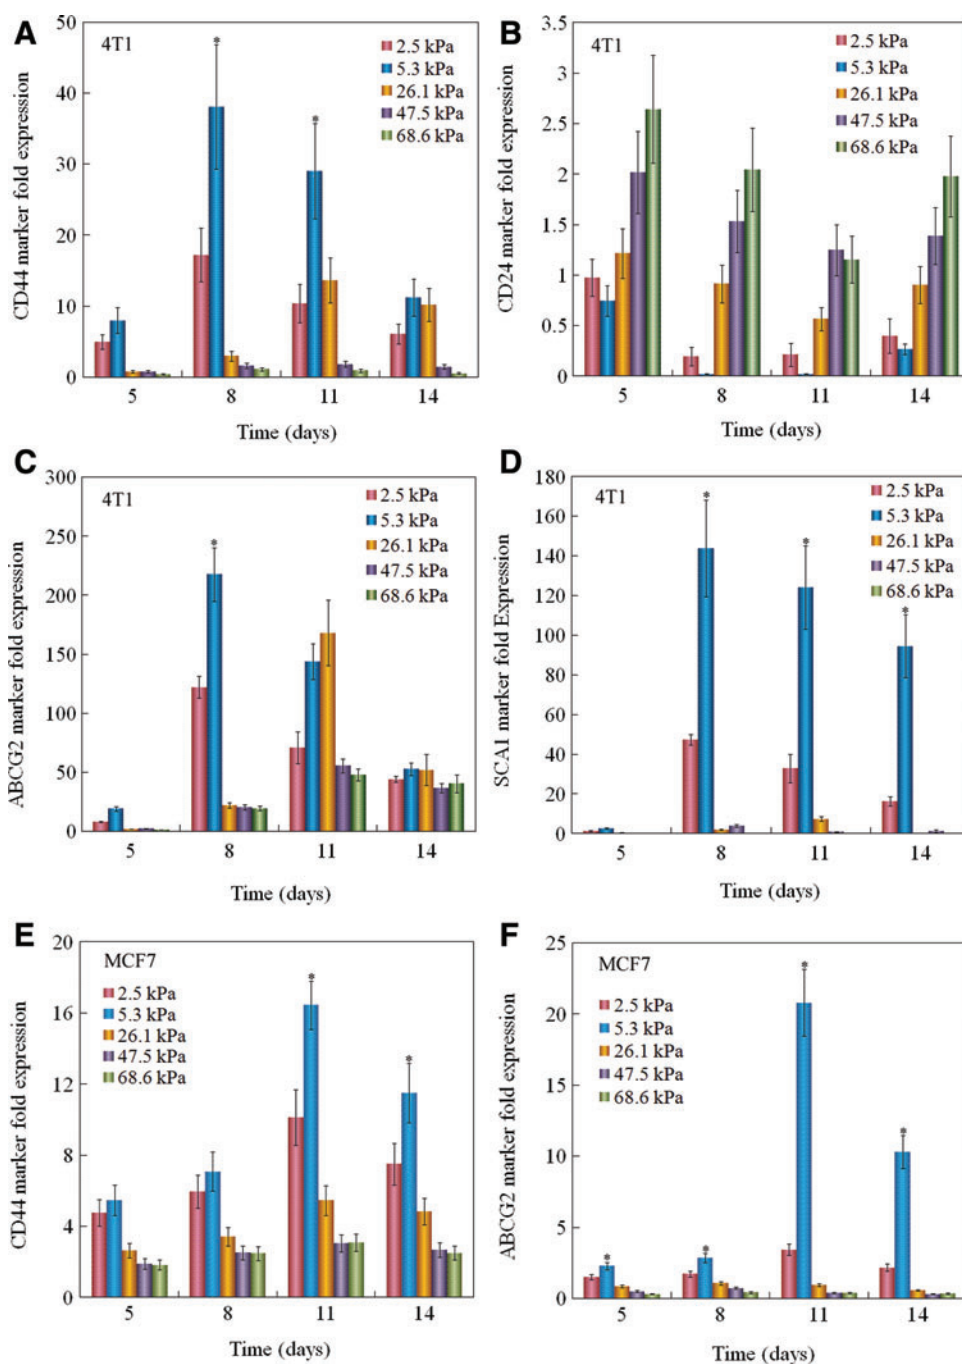 A
4T1
50
40
30
20
10
0
CD44 marker fold expression
2.5 kPa
5.3 kPa
26.1 kPa
47.5 kPa
68.6 kPa
*
*
5 8 11 14
Time (days)
B
4T1
3.5
3
2.5
2
1.5
1
0.5
0
CD24 marker fold expression
2.5 kPa
5.3 kPa
26.1 kPa
47.5 kPa
68.6 kPa
5 8 11 14
Time (days)
C
4T1
300
250
200
150
100
50
0
ABCG2 marker fold expression
2.5 kPa
5.3 kPa
26.1 kPa
47.5 kPa
68.6 kPa
*
5 8 11 14
Time (days)
D
4T1
180
160
140
120
100
80
60
40
20
0
SCA1 marker fold Expression
2.5 kPa
5.3 kPa
26.1 kPa
47.5 kPa
68.6 kPa
*
*
*
5 8 11 14
Time (days)
E
MCF7
20
16
12
8
4
0
CD44 marker fold expression
2.5 kPa
5.3 kPa
26.1 kPa
47.5 kPa
68.6 kPa
*
*
5 8 11 14
Time (days)
F
MCF7
25
20
15
10
5
0
ABCG2 marker fold expression
2.5 kPa
5.3 kPa
26.1 kPa
47.5 kPa
68.6 kPa
*
*
*
*
5 8 11 14
Time (days)